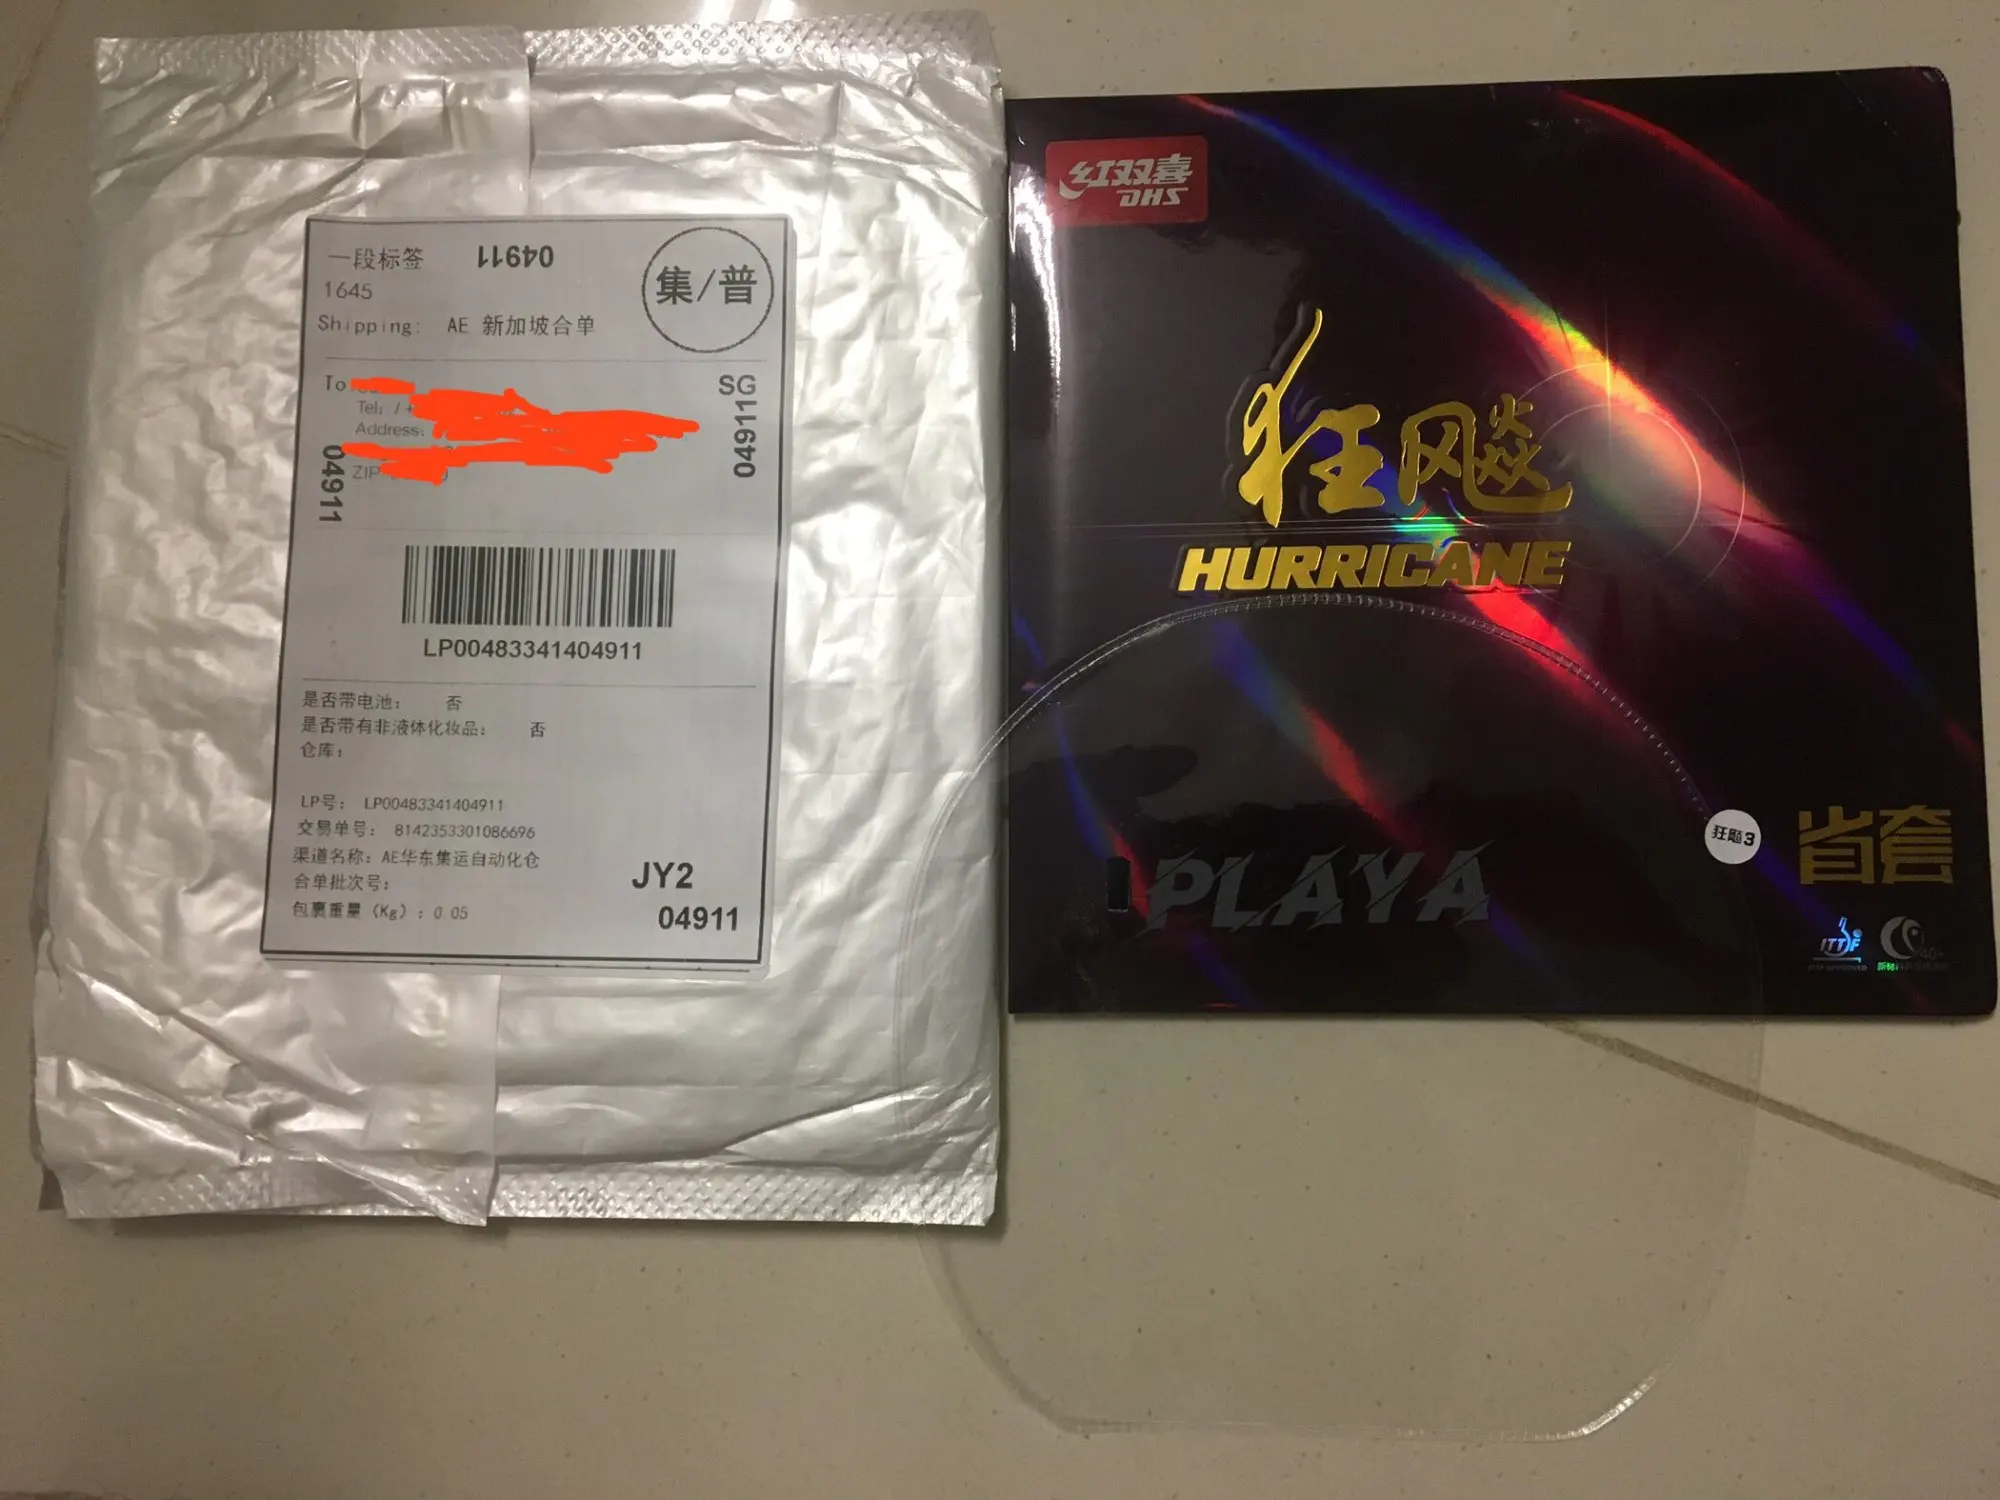 一段标签 04911
1645
Shipping: AE 新加坡合单
集/普
To
Tel: / +
Address:
ZIP
SG
04911
04911
LP00483341404911
是否带电池: 否
是否带有非液体化妆品: 否
仓库:
LP号: LP00483341404911
交易单号: 8142353301086696
渠道名称: AE华东集运自动化仓
合单批次号:
包裹重量 (Kg) : 0.05
JY2
04911
红双喜
DHS
狂飚
HURRICANE
PLAYA
狂飚3
省套
ITTF
ITTF APPROVED
40+